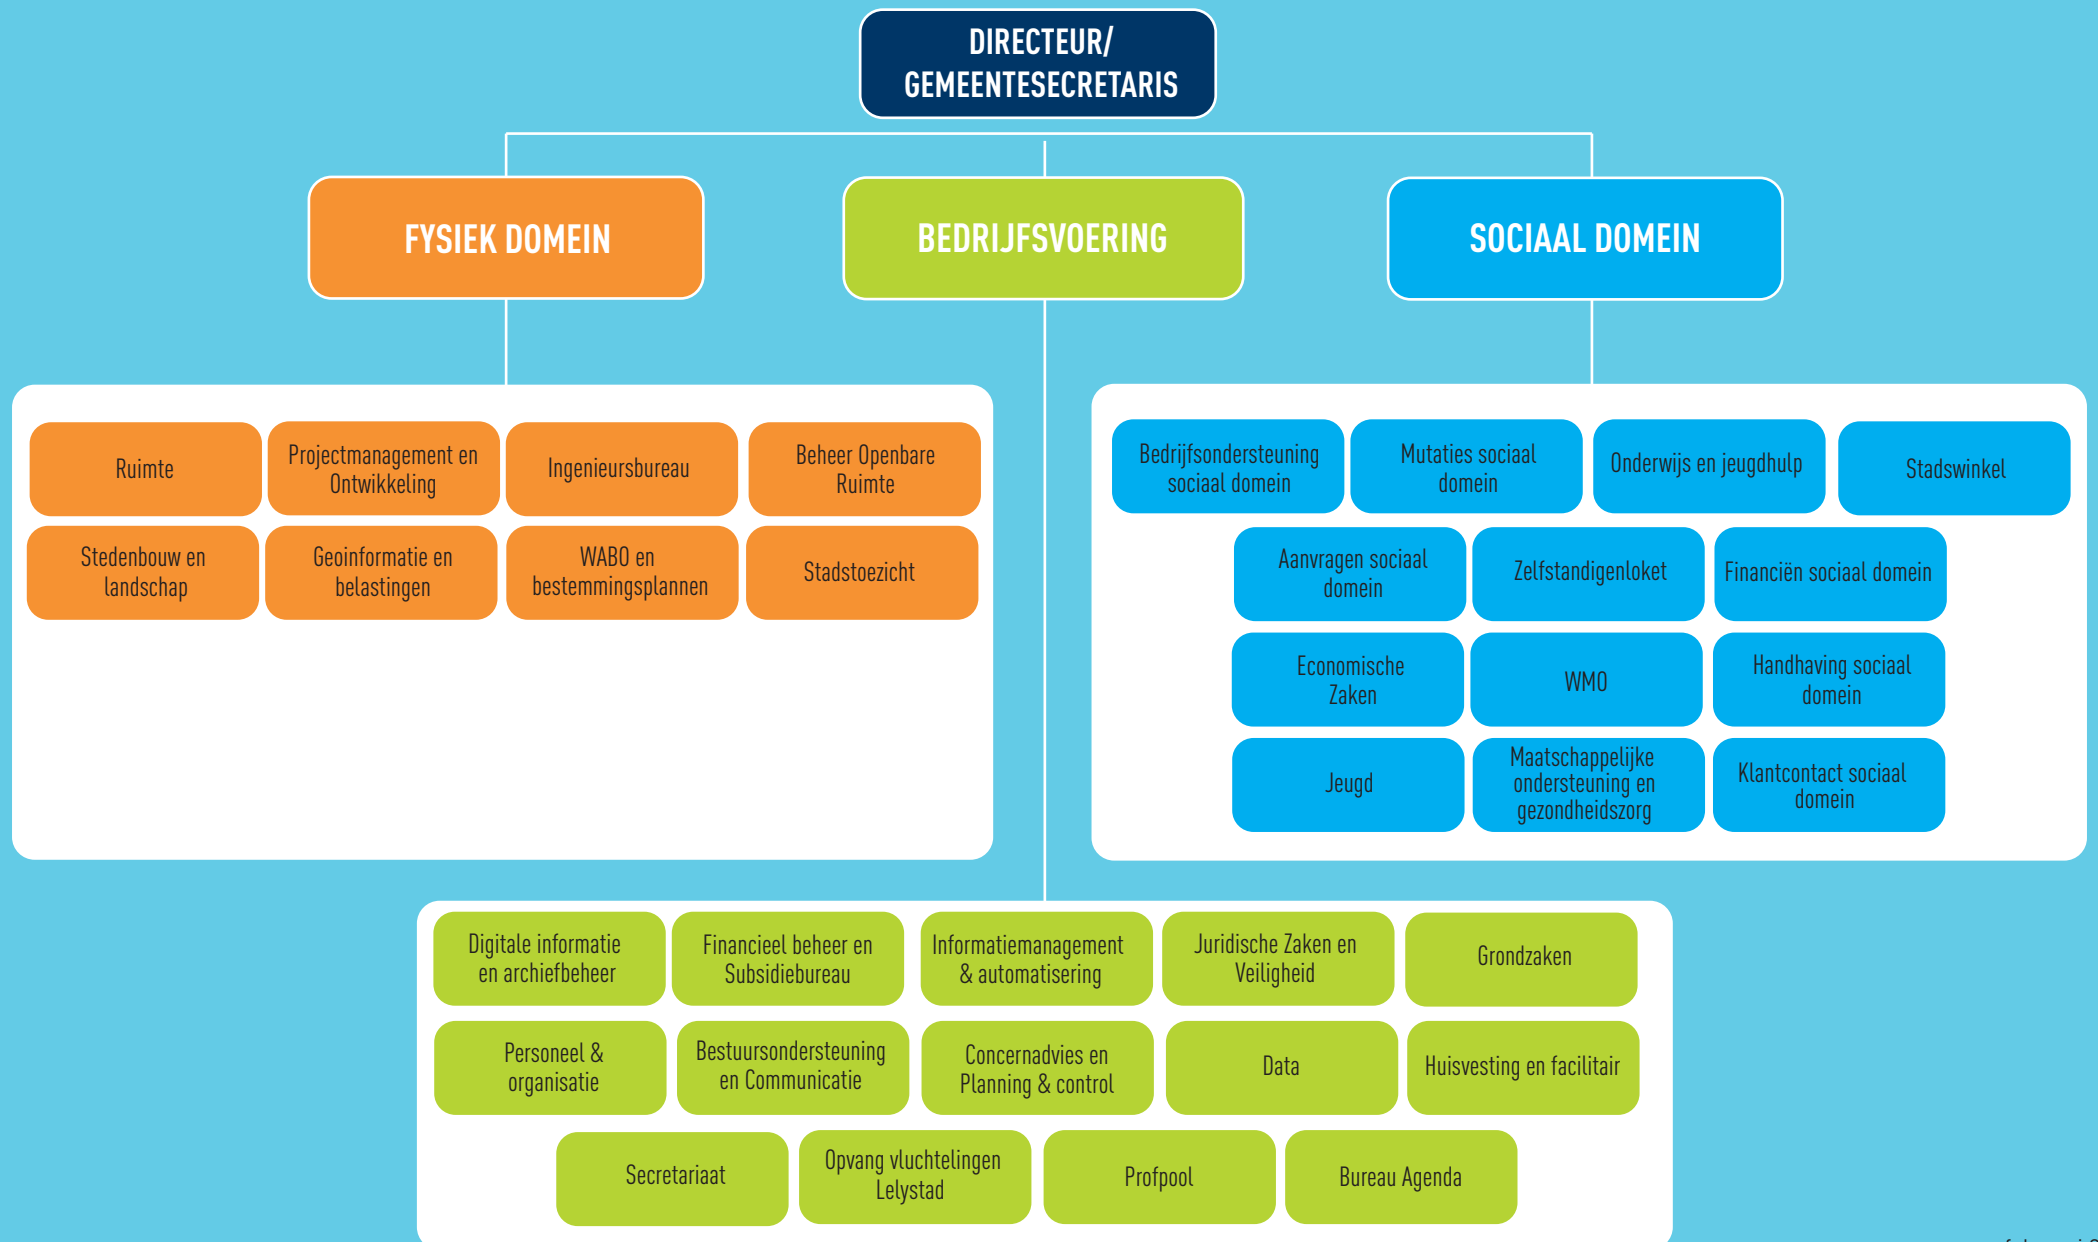 DIRECTEUR/
GEMEENTESECRETARIS
FYSIEK DOMEIN
BEDRIJFSVOERING
SOCIAAL DOMEIN
Ruimte
Projectmanagement en
Ontwikkeling
Ingenieursbureau
Beheer Openbare
Ruimte
Stedenbouw en
landschap
Geoinformatie en
belastingen
WABO en
bestemmingsplannen
Stadstoezicht
Bedrijfsondersteuning
sociaal domein
Mutaties sociaal
domein
Onderwijs en jeugdhulp
Stadswinkel
Aanvragen sociaal
domein
Zelfstandigenloket
Financiën sociaal domein
Economische
Zaken
WMO
Handhaving sociaal
domein
Jeugd
Maatschappelijke
ondersteuning en
gezondheidszorg
Klantcontact sociaal
domein
Digitale informatie
en archiefbeheer
Financieel beheer en
Subsidiebureau
Informatiemanagement
& automatisering
Juridische Zaken en
Veiligheid
Grondzaken
Personeel &
organisatie
Bestuursondersteuning
en Communicatie
Concernadvies en
Planning & control
Data
Huisvesting en facilitair
Secretariaat
Opvang vluchtelingen
Lelystad
Profpool
Bureau Agenda